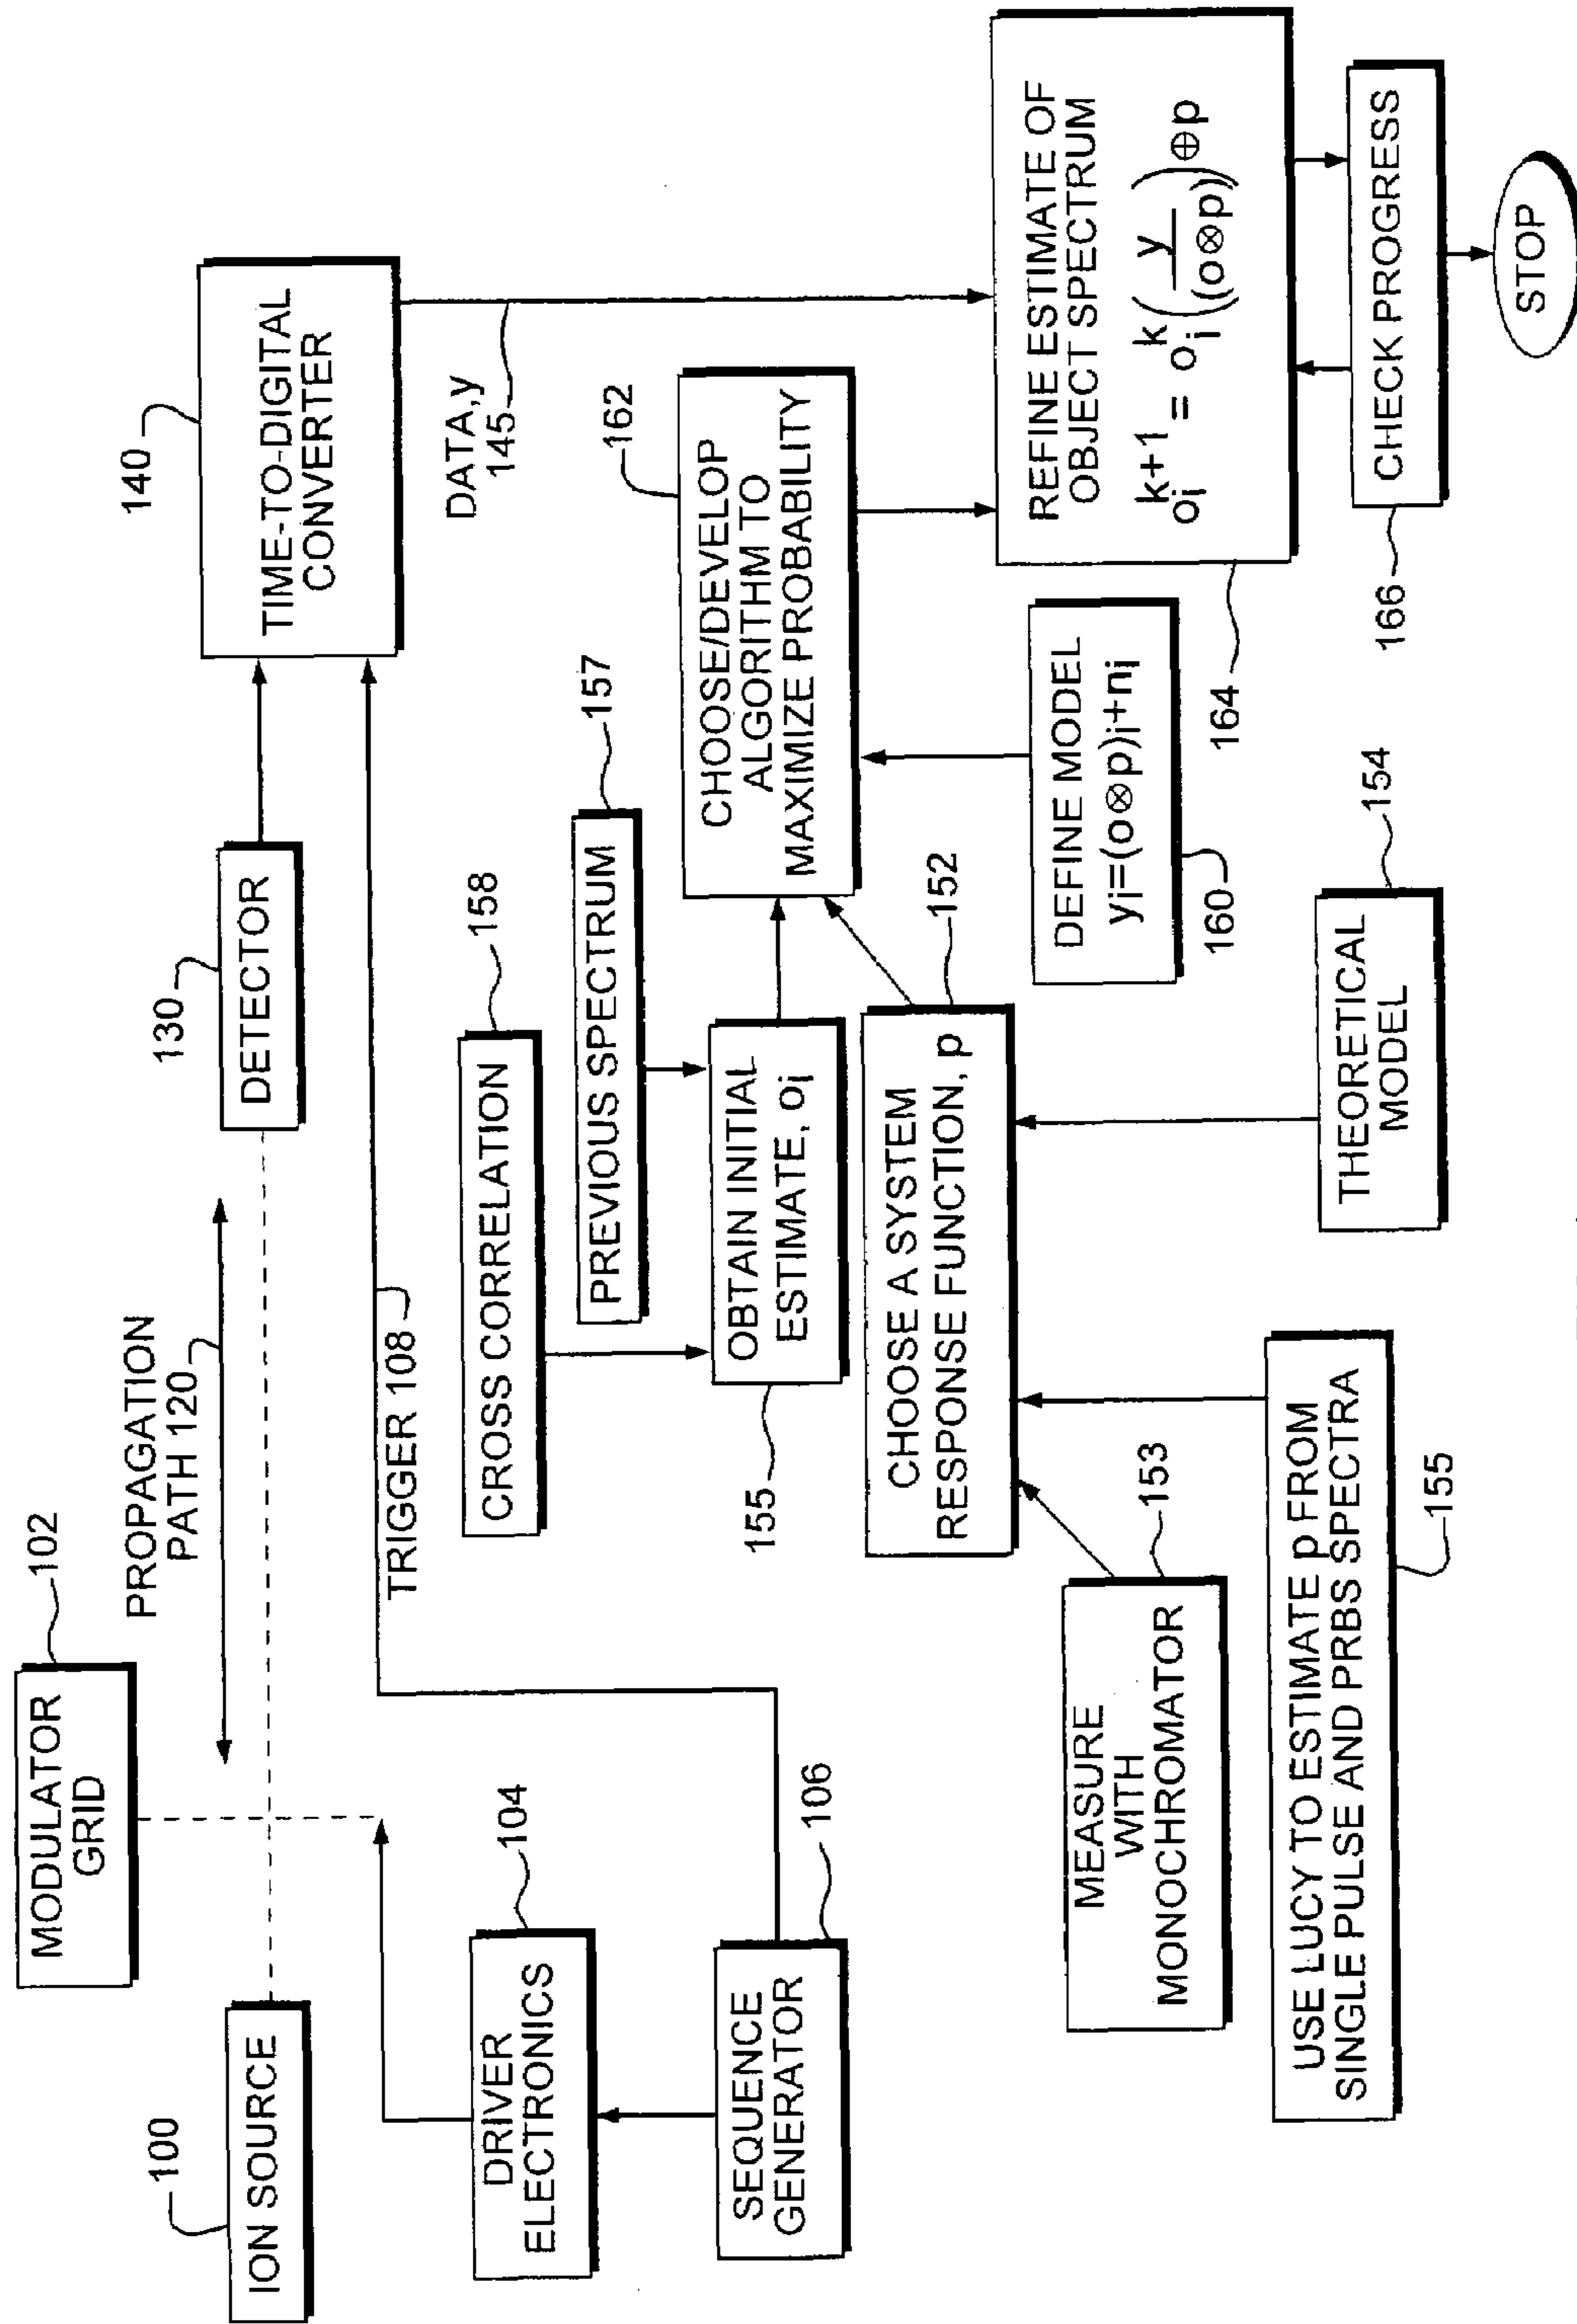 MODULATOR
GRID
102
PROPAGATION
PATH 120
100
ION SOURCE
130
DETECTOR
140
TIME-TO-DIGITAL
CONVERTER
TRIGGER 108
DATA,y
145
DRIVER
ELECTRONICS
104
SEQUENCE
GENERATOR
106
CROSS CORRELATION
158
PREVIOUS SPECTRUM
157
OBTAIN INITIAL
ESTIMATE, oi
155
CHOOSE/DEVELOP
ALGORITHM TO
MAXIMIZE PROBABILITY
162
CHOOSE A SYSTEM
RESPONSE FUNCTION, p
152
DEFINE MODEL
yi=(o⊗p)i+ni
160
REFINE ESTIMATE OF
OBJECT SPECTRUM
oi^k+1 = oi^k (y/(o⊗p)) ⊕p
164
MEASURE
WITH
MONOCHROMATOR
153
USE LUCY TO ESTIMATE p FROM
SINGLE PULSE AND PRBS SPECTRA
155
THEORETICAL
MODEL
154
CHECK PROGRESS
166
STOP